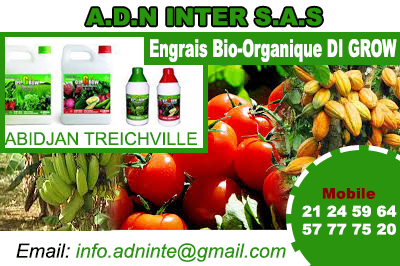 A.D.N INTER S.A.S
Engrais Bio-Organique DI GROW
ABIDJAN TREICHVILLE
Mobile
21 24 59 64
57 77 75 20
Email: info.adninte@gmail.com